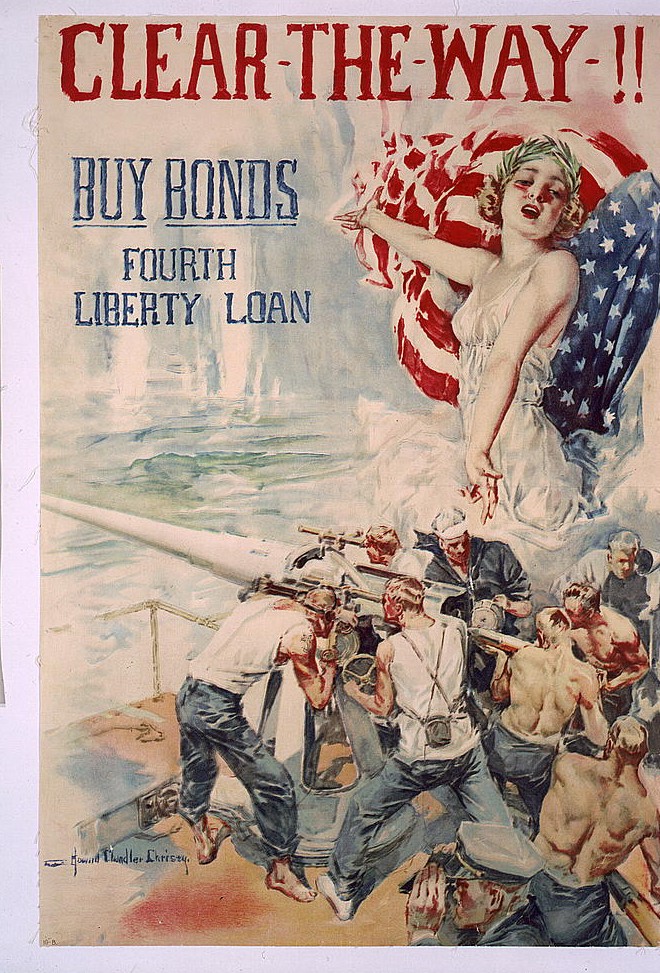 CLEAR-THE-WAY-!!
BUY BONDS
FOURTH
LIBERTY LOAN
Howard Chandler Christy.